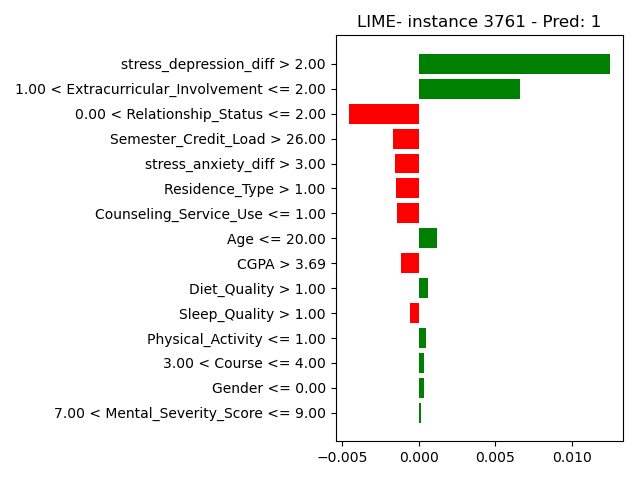 LIME- instance 3761 - Pred: 1
stress_depression_diff > 2.00
1.00 < Extracurricular_Involvement <= 2.00
0.00 < Relationship_Status <= 2.00
Semester_Credit_Load > 26.00
stress_anxiety_diff > 3.00
Residence_Type > 1.00
Counseling_Service_Use <= 1.00
Age <= 20.00
CGPA > 3.69
Diet_Quality > 1.00
Sleep_Quality > 1.00
Physical_Activity <= 1.00
3.00 < Course <= 4.00
Gender <= 0.00
7.00 < Mental_Severity_Score <= 9.00
−0.005 0.000 0.005 0.010